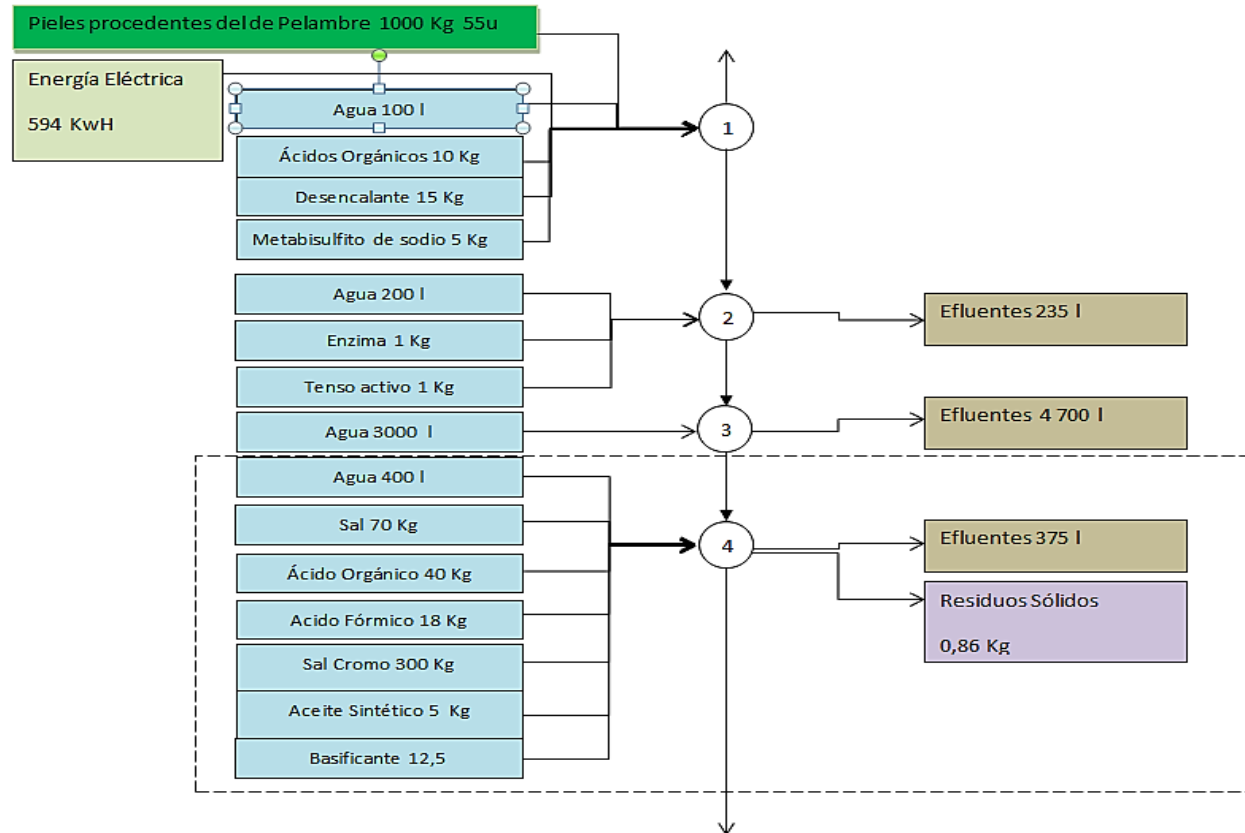 Pieles procedentes del de Pelambre 1000 Kg 55u
Energía Eléctrica
594 KwH
Agua 100 l
Ácidos Orgánicos 10 Kg
Desencalante 15 Kg
Metabisulfito de sodio 5 Kg
1
Agua 200 l
Enzima 1 Kg
Tenso activo 1 Kg
2
Efluentes 235 l
Agua 3000 l
3
Efluentes 4 700 l
Agua 400 l
Sal 70 Kg
Ácido Orgánico 40 Kg
Acido Fórmico 18 Kg
Sal Cromo 300 Kg
Aceite Sintético 5 Kg
Basificante 12,5
4
Efluentes 375 l
Residuos Sólidos
0,86 Kg